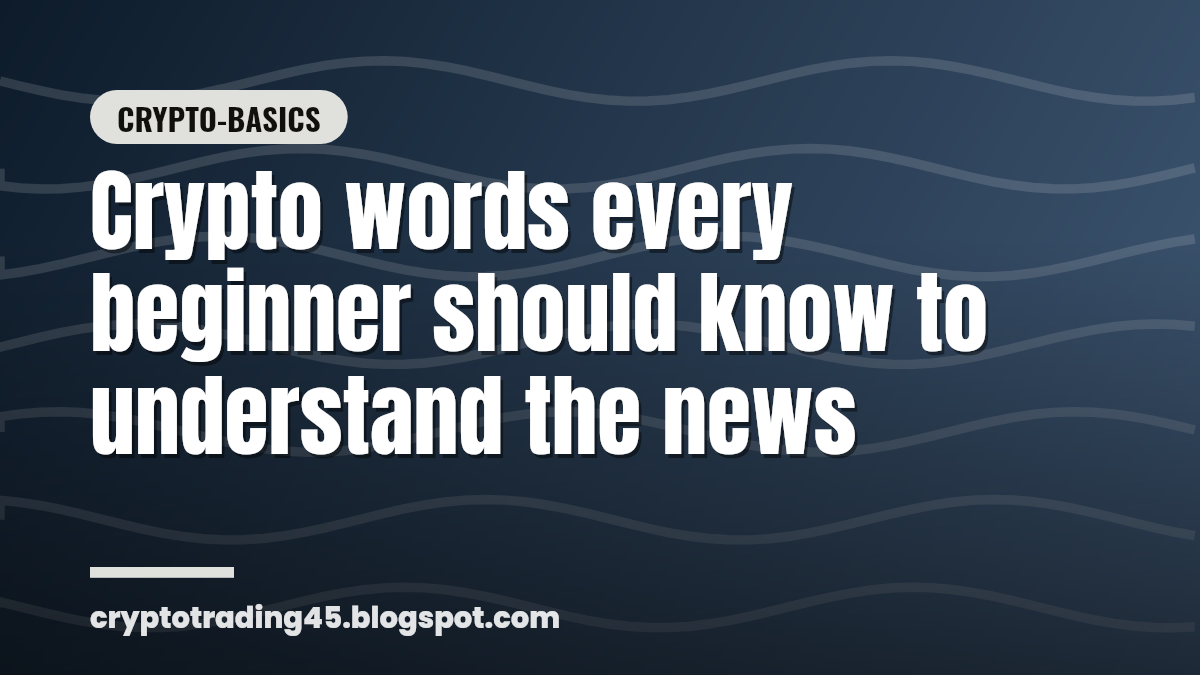 CRYPTO-BASICS
Crypto words every
beginner should know to
understand the news
cryptotrading45.blogspot.com